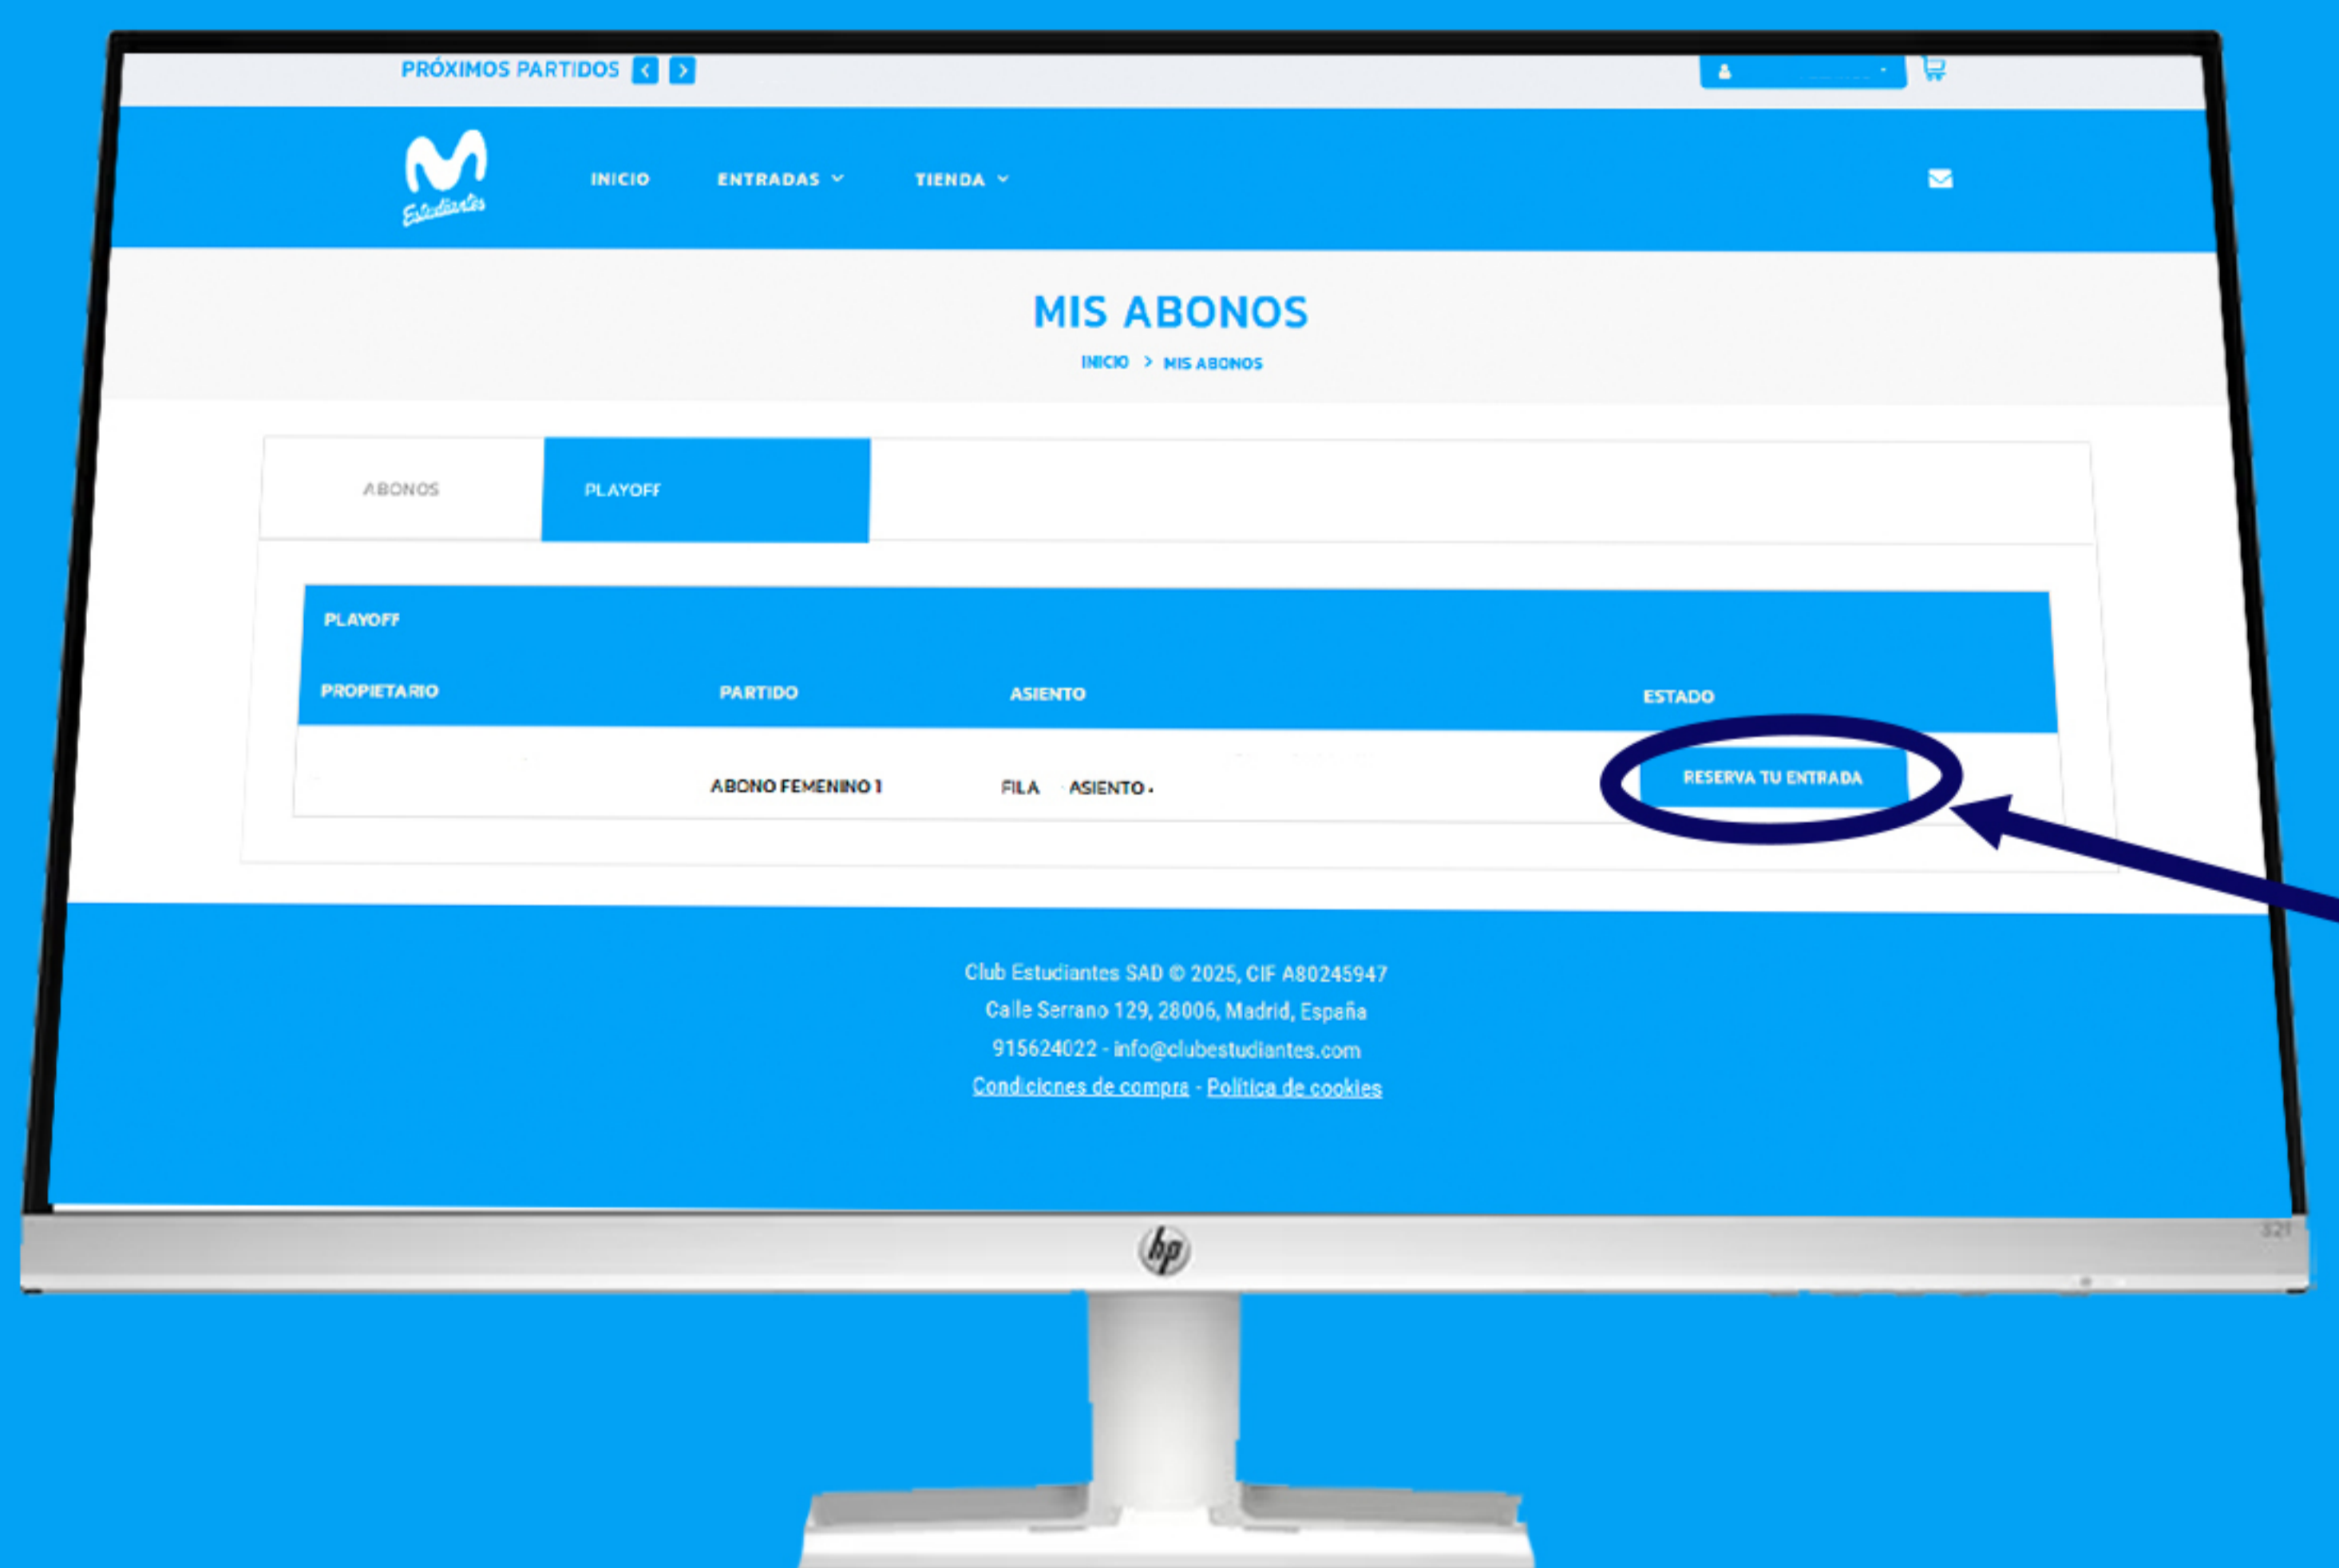 PRÓXIMOS PARTIDOS
Estudiantes
INICIO ENTRADAS TIENDA
MIS ABONOS
INICIO > MIS ABONOS
ABONOS PLAYOFF
PLAYOFF
PROPIETARIO PARTIDO ASIENTO ESTADO
ABONO FEMENINO 1 FILA ASIENTO RESERVA TU ENTRADA
Club Estudiantes SAD © 2025, CIF A80245947
Calle Serrano 129, 28006, Madrid, España
915624022 - info@clubestudiantes.com
Condiciones de compra - Política de cookies
hp